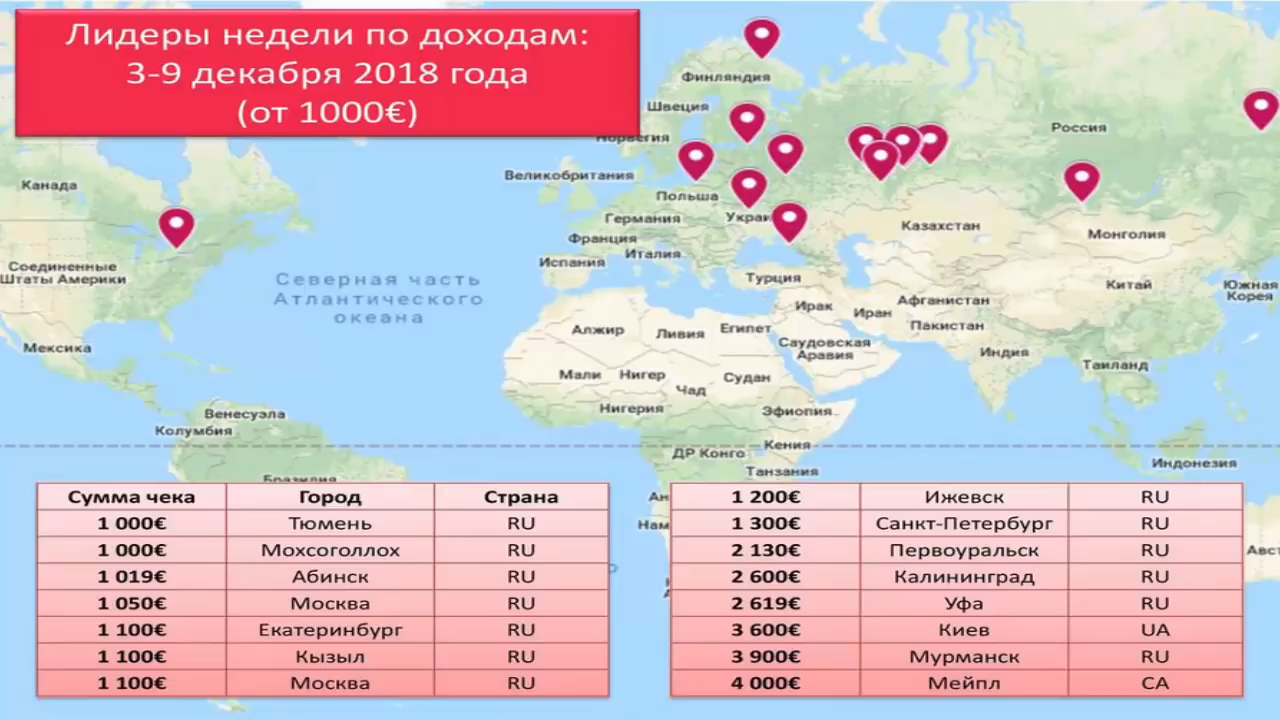 Лидеры недели по доходам:
3-9 декабря 2018 года
(от 1000€)
Финляндия
Швеция
Норвегия
Россия
Великобритания
Канада
Польша
Германия
Украи
Казахстан
Монголия
Франция
Италия
Испания
Соединенные
Штаты Америки
Северная часть
Атлантического
океана
Турция
Китай
Южная
Корея
Ирак
Иран
Афганистан
Пакистан
Алжир
Ливия
Египет
Саудовская
Аравия
Индия
Мексика
Таиланд
Мали
Нигер
Чад
Судан
Нигерия
Эфиопия
Венесуэла
Колумбия
ДР Конго
Кения
Танзания
Индонезия
Бразилия
Ан
Нам
Авст
Сумма чека Город Страна
1 000€ Тюмень RU
1 000€ Мохсоголлох RU
1 019€ Абинск RU
1 050€ Москва RU
1 100€ Екатеринбург RU
1 100€ Кызыл RU
1 100€ Москва RU
1 200€ Ижевск RU
1 300€ Санкт-Петербург RU
2 130€ Первоуральск RU
2 600€ Калининград RU
2 619€ Уфа RU
3 600€ Киев UA
3 900€ Мурманск RU
4 000€ Мейпл CA